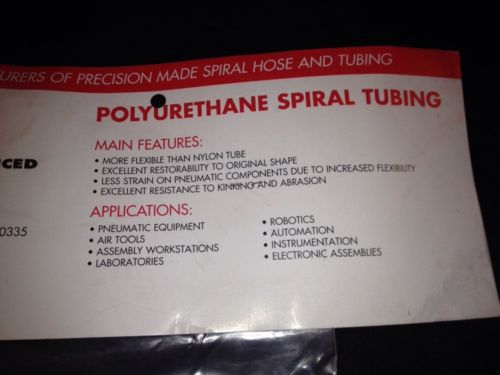 URERS OF PRECISION MADE SPIRAL HOSE AND TUBING
POLYURETHANE SPIRAL TUBING
MAIN FEATURES:
• MORE FLEXIBLE THAN NYLON TUBE
• EXCELLENT RESTORABILITY TO ORIGINAL SHAPE
• LESS STRAIN ON PNEUMATIC COMPONENTS DUE TO INCREASED FLEXIBILITY
• EXCELLENT RESISTANCE TO KINKING AND ABRASION
NCED
0335
APPLICATIONS:
• PNEUMATIC EQUIPMENT
• AIR TOOLS
• ASSEMBLY WORKSTATIONS
• LABORATORIES
• ROBOTICS
• AUTOMATION
• INSTRUMENTATION
• ELECTRONIC ASSEMBLIES